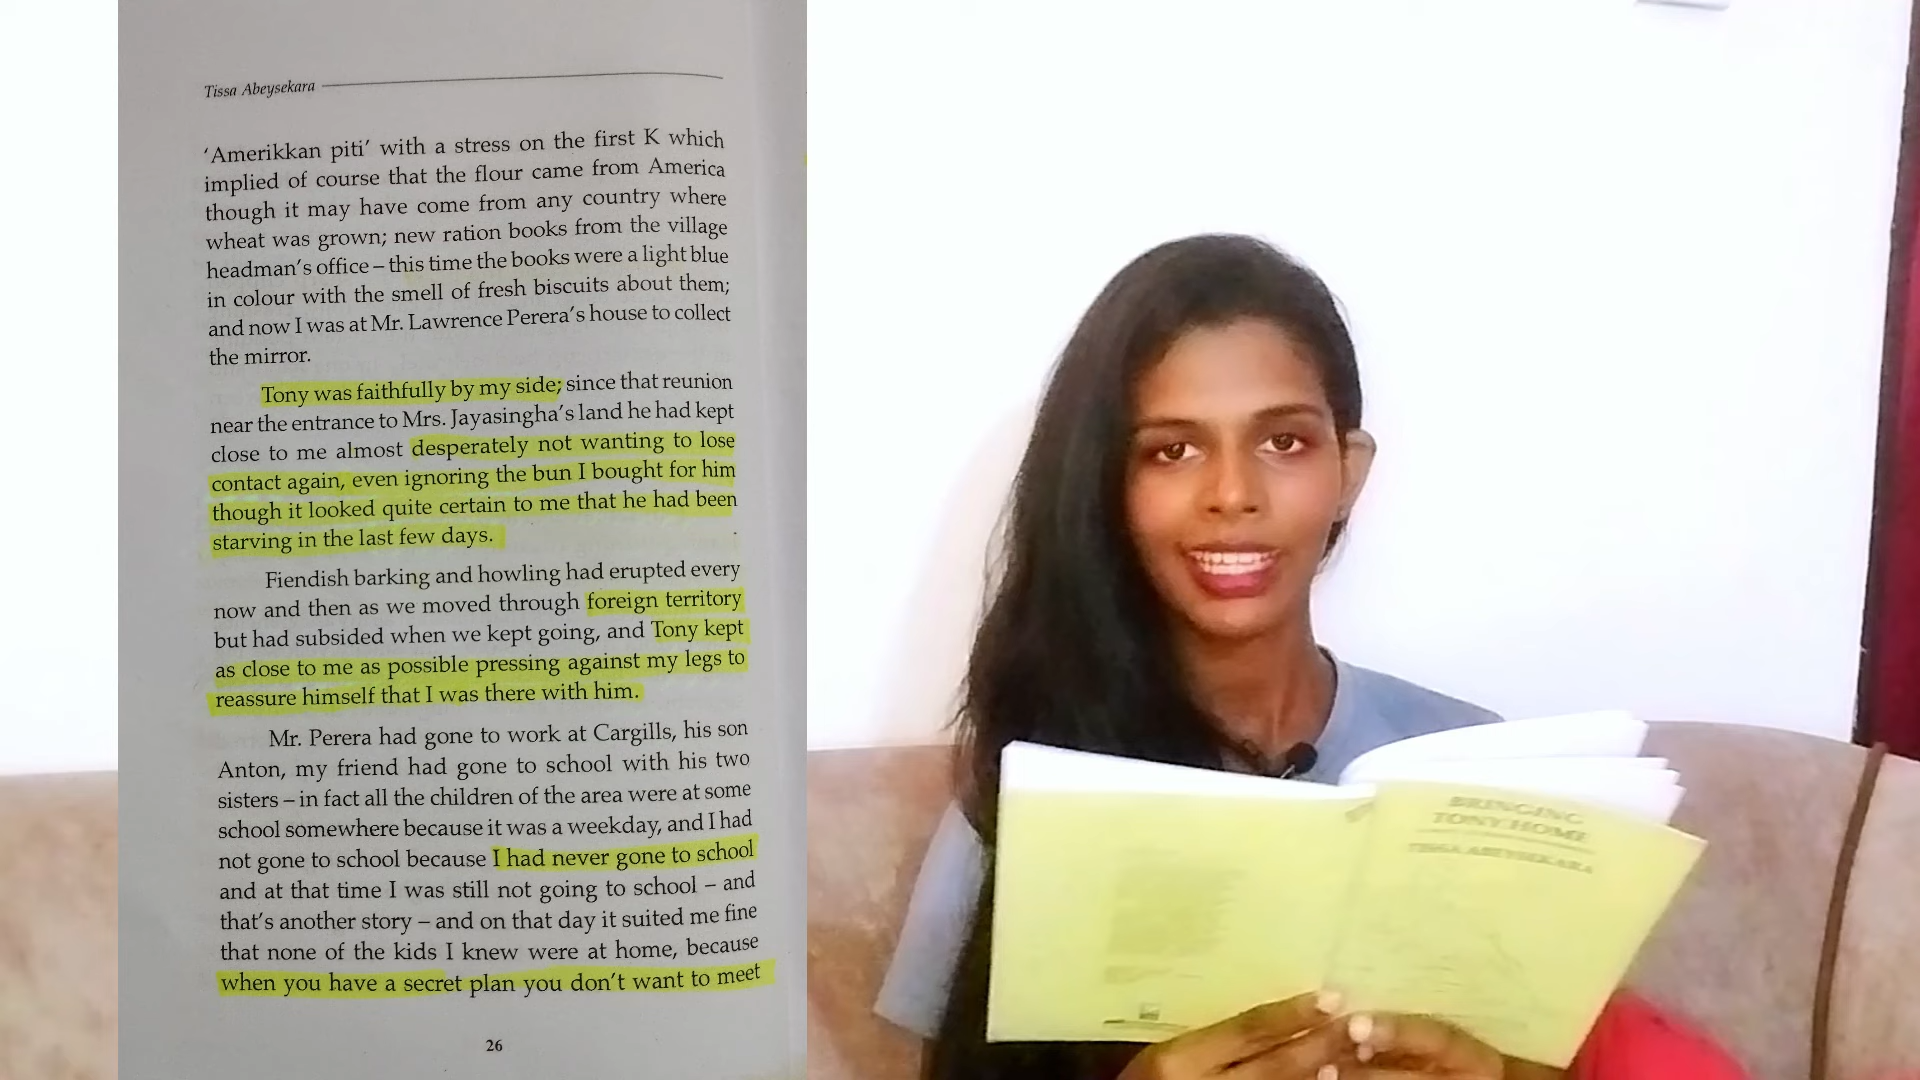 Tissa Abeysekara
‘Amerikkan piti’ with a stress on the first K which
implied of course that the flour came from America
though it may have come from any country where
wheat was grown; new ration books from the village
headman’s office – this time the books were a light blue
in colour with the smell of fresh biscuits about them;
and now I was at Mr. Lawrence Perera’s house to collect
the mirror.
Tony was faithfully by my side; since that reunion
near the entrance to Mrs. Jayasingha’s land he had kept
close to me almost desperately not wanting to lose
contact again, even ignoring the bun I bought for him
though it looked quite certain to me that he had been
starving in the last few days.
Fiendish barking and howling had erupted every
now and then as we moved through foreign territory
but had subsided when we kept going, and Tony kept
as close to me as possible pressing against my legs to
reassure himself that I was there with him.
Mr. Perera had gone to work at Cargills, his son
Anton, my friend had gone to school with his two
sisters – in fact all the children of the area were at some
school somewhere because it was a weekday, and I had
not gone to school because I had never gone to school
and at that time I was still not going to school – and
that’s another story – and on that day it suited me fine
that none of the kids I knew were at home, because
when you have a secret plan you don’t want to meet
26
BRINGING
TONY HOME
TISSA ABEYSEKARA